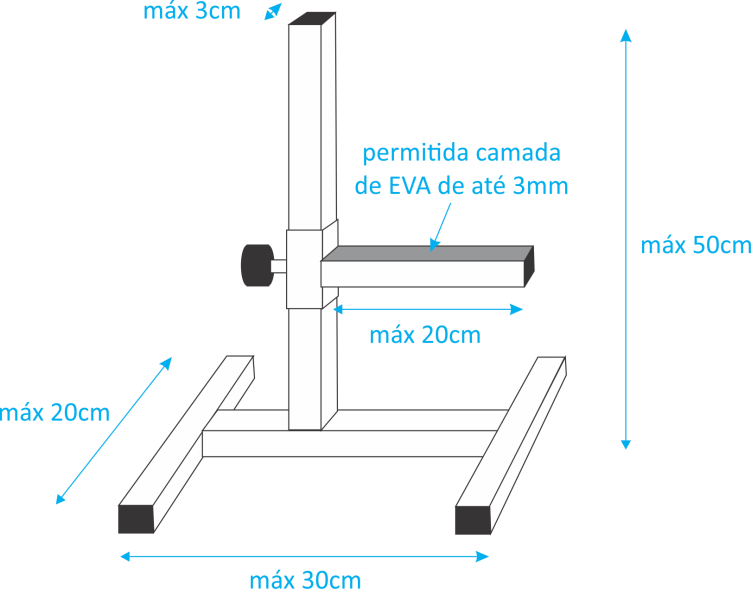 máx 3cm
permitida camada
de EVA de até 3mm
máx 50cm
máx 20cm
máx 20cm
máx 30cm